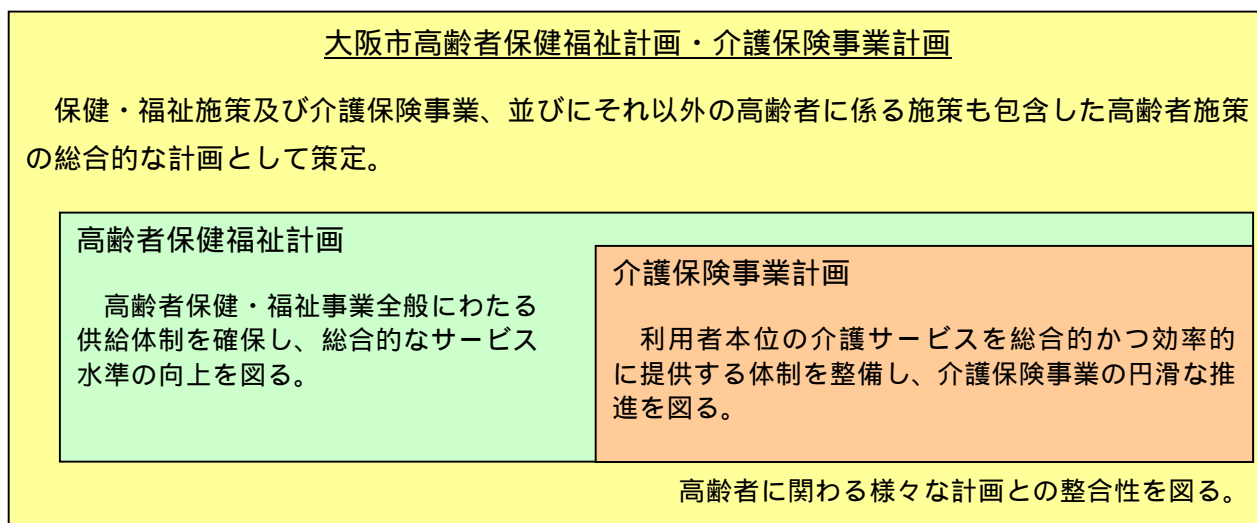 大阪市高齢者保健福祉計画・介護保険事業計画
保健・福祉施策及び介護保険事業、並びにそれ以外の高齢者に係る施策も包含した高齢者施策
の総合的な計画として策定。
高齢者保健福祉計画
高齢者保健・福祉事業全般にわたる
供給体制を確保し、総合的なサービス
水準の向上を図る。
介護保険事業計画
利用者本位の介護サービスを総合的かつ効率的
に提供する体制を整備し、介護保険事業の円滑な推
進を図る。
高齢者に関わる様々な計画との整合性を図る。